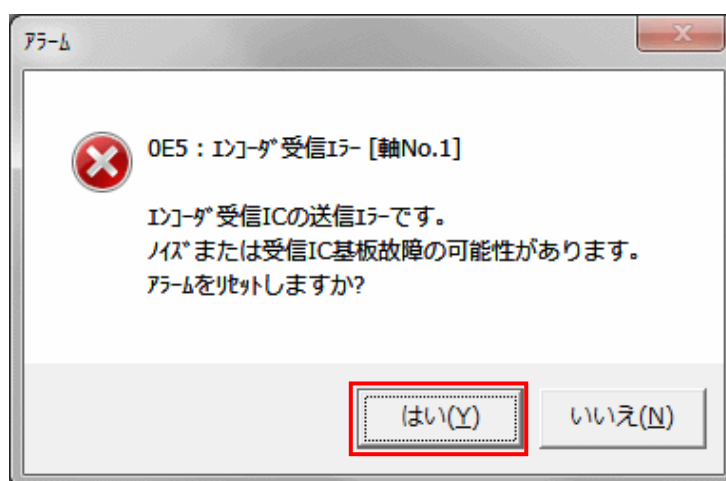 ｱﾗｰﾑ
0E5 : ｴﾝｺｰﾀﾞ受信ｴﾗｰ [軸No.1]
ｴﾝｺｰﾀﾞ受信ICの送信ｴﾗｰです。
ﾉｲｽﾞまたは受信IC基板故障の可能性があります。
ｱﾗｰﾑをﾘｾｯﾄしますか?
はい(Y)
いいえ(N)